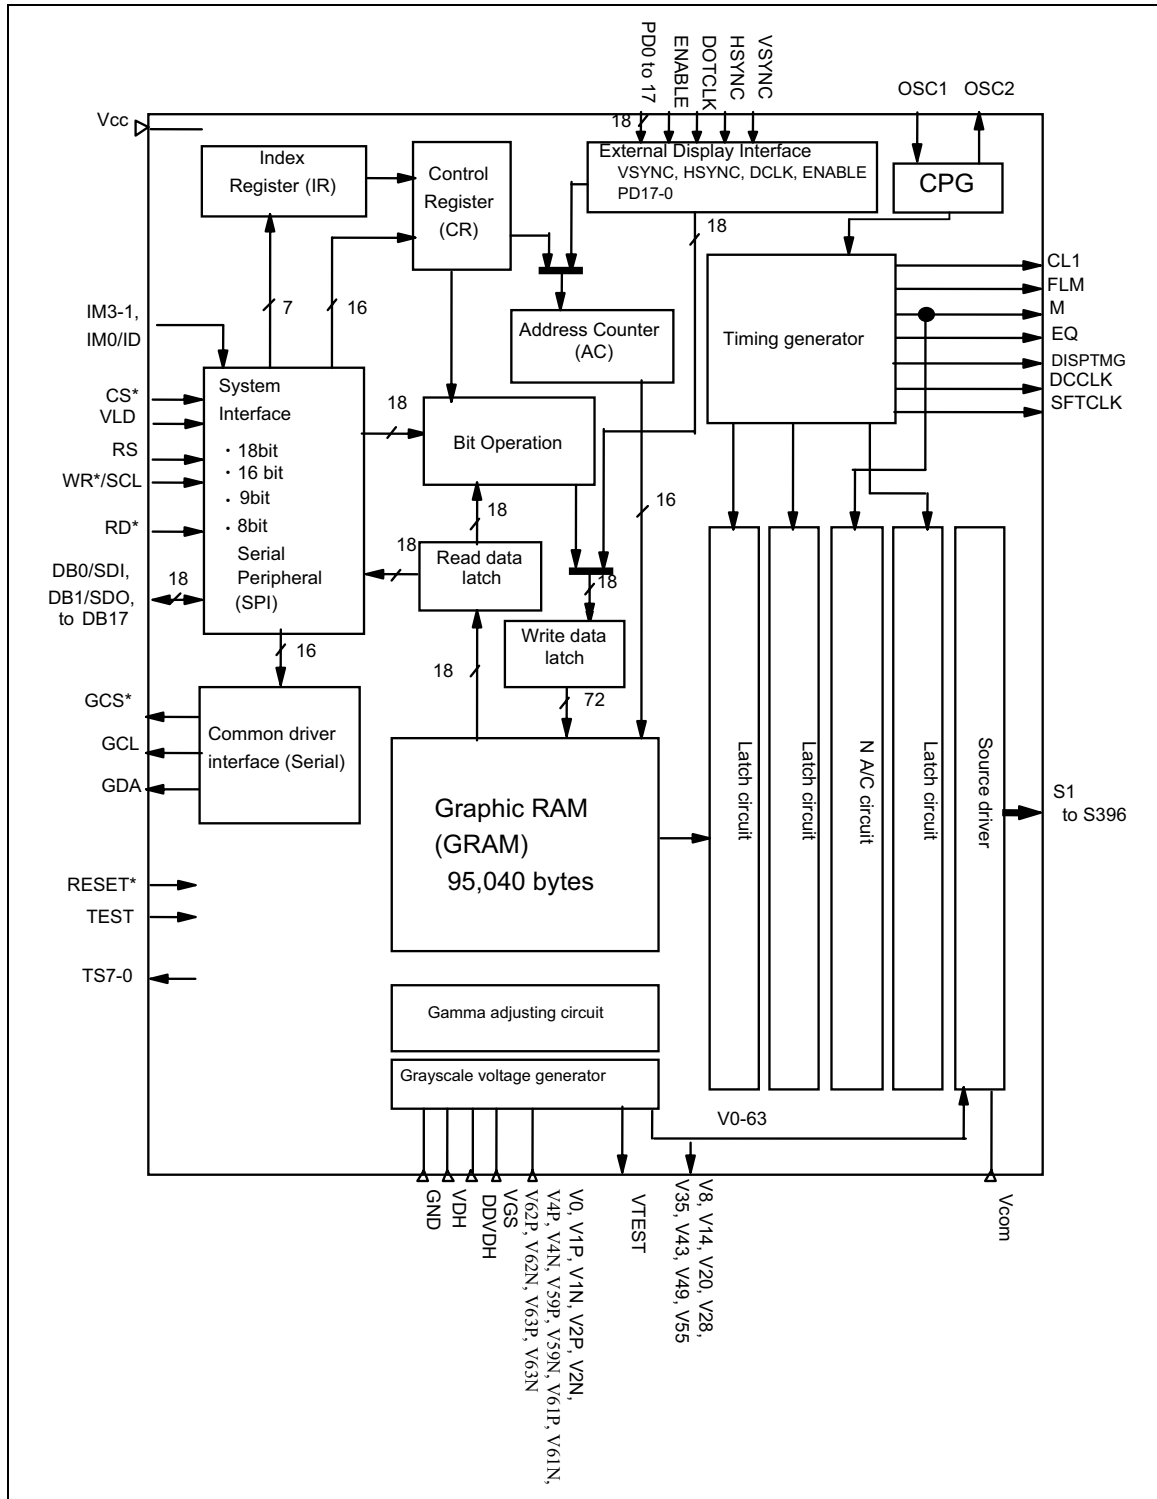 PD0 to 17
ENABLE
DOTCLK
HSYNC
VSYNC
OSC1
OSC2
Vcc
18
Index
Register (IR)
Control
Register
(CR)
External Display Interface
VSYNC, HSYNC, DCLK, ENABLE
PD17-0
CPG
18
7
16
IM3-1,
IM0/ID
Address Counter
(AC)
Timing generator
CL1
FLM
M
EQ
DISPTMG
DCCLK
SFTCLK
CS*
VLD
RS
WR*/SCL
RD*
DB0/SDI,
DB1/SDO,
to DB17
18
System
Interface
・18bit
・16 bit
・9bit
・8bit
Serial
Peripheral
(SPI)
18
Bit Operation
18
16
18
Read data
latch
18
Write data
latch
18
72
16
GCS*
GCL
GDA
Common driver
interface (Serial)
Graphic RAM
(GRAM)
95,040 bytes
Latch circuit
Latch circuit
N A/C circuit
Latch circuit
Source driver
S1
to S396
RESET*
TEST
TS7-0
Gamma adjusting circuit
Grayscale voltage generator
V0-63
GND
VDH
DDVDH
VGS
V0, V1P, V1N, V2P, V2N,
V4P, V4N, V59P, V59N, V61P, V61N,
V62P, V62N, V63P, V63N
VTEST
V8, V14, V20, V28,
V35, V43, V49, V55
Vcom